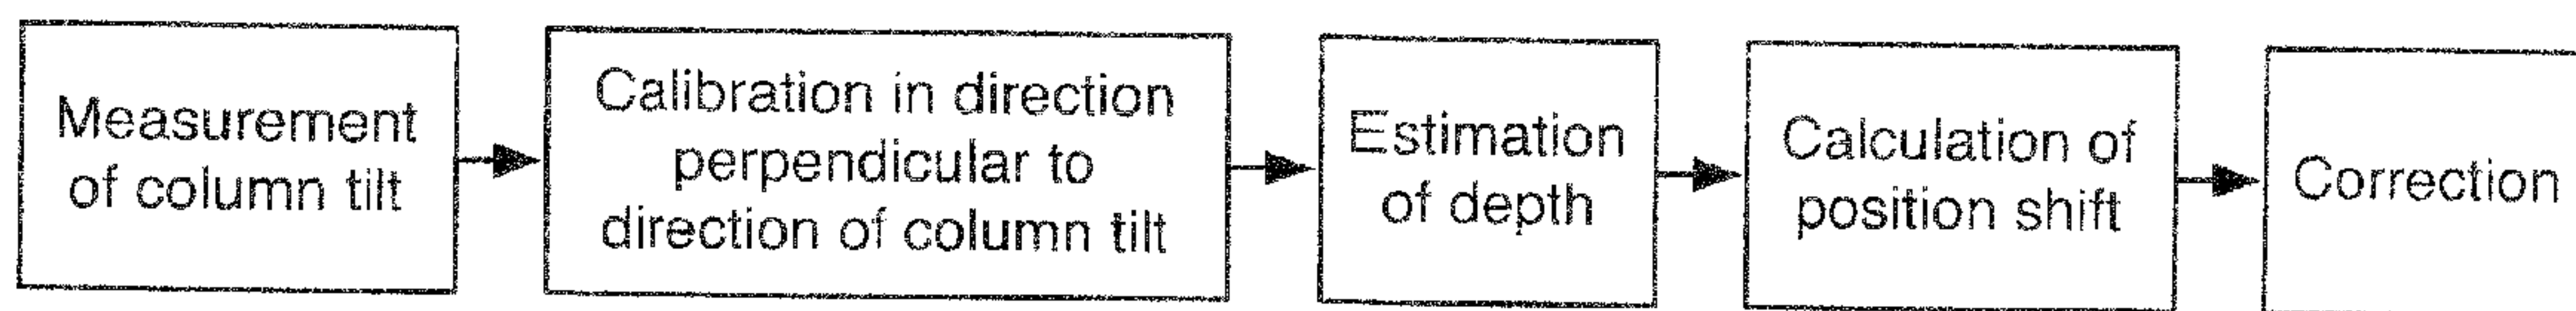 Measurement
of column tilt
Calibration in direction
perpendicular to
direction of column tilt
Estimation
of depth
Calculation of
position shift
Correction